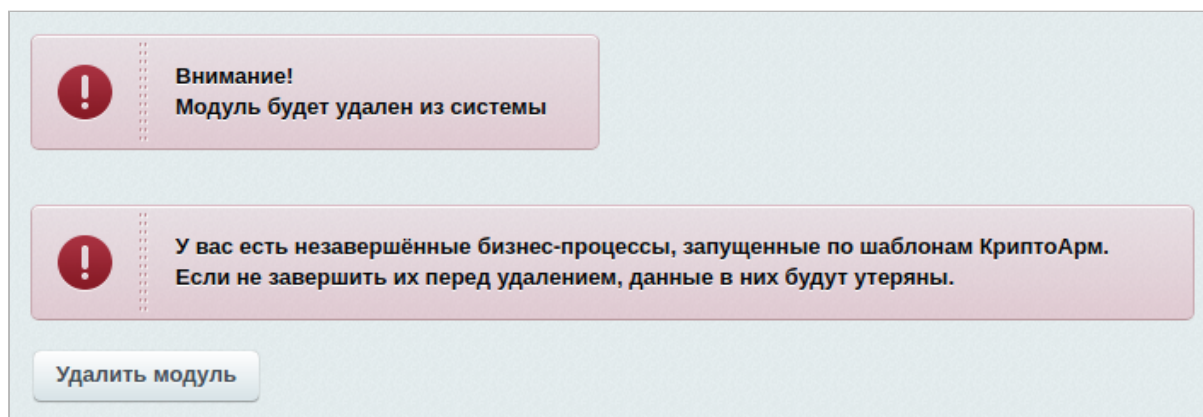 Внимание!
Модуль будет удален из системы
У вас есть незавершённые бизнес-процессы, запущенные по шаблонам КриптоАрм.
Если не завершить их перед удалением, данные в них будут утеряны.
Удалить модуль